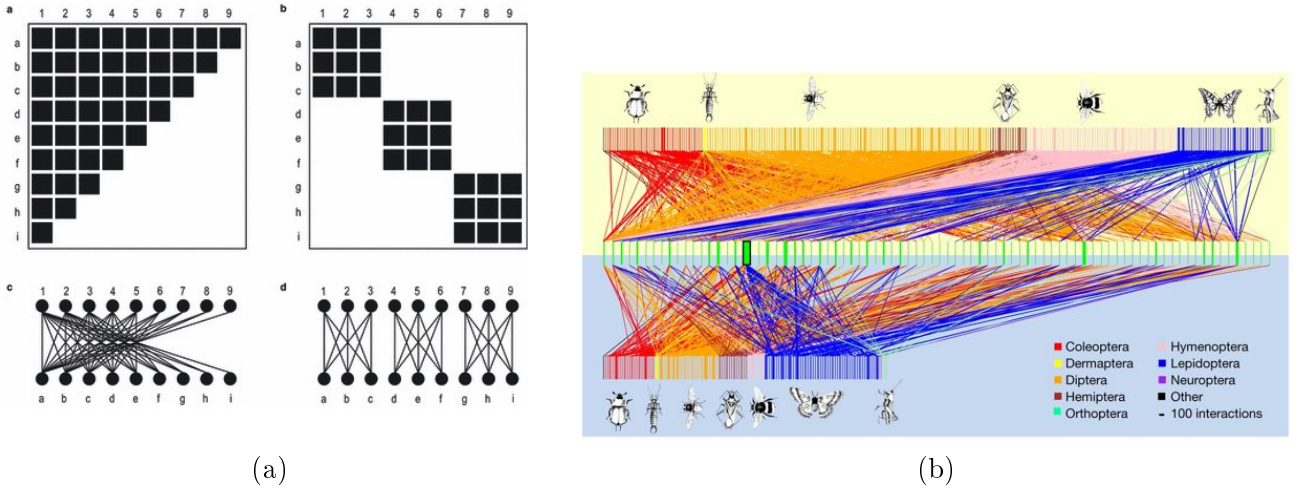 a
1 2 3 4 5 6 7 8 9
a
b
c
d
e
f
g
h
i
b
1 2 3 4 5 6 7 8 9
a
b
c
d
e
f
g
h
i
c
1 2 3 4 5 6 7 8 9
a b c d e f g h i
d
1 2 3 4 5 6 7 8 9
a b c d e f g h i
(a)
Coleoptera
Dermaptera
Diptera
Hemiptera
Orthoptera
Hymenoptera
Lepidoptera
Neuroptera
Other
100 interactions
(b)